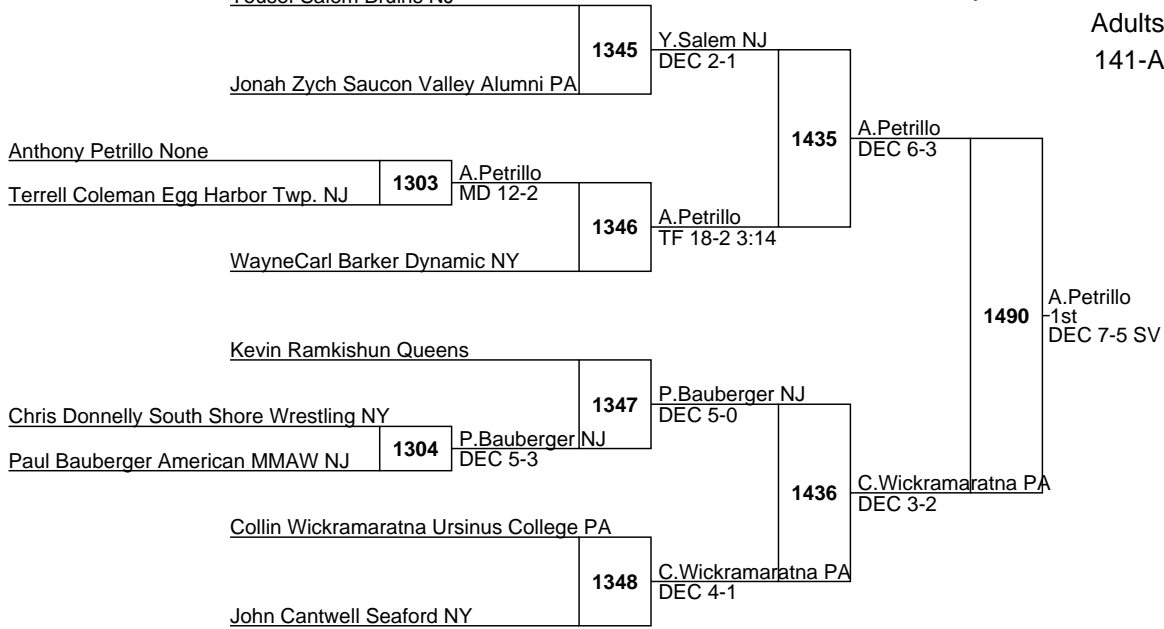 Adults
141-A
1345
Y.Salem NJ
DEC 2-1
Jonah Zych Saucon Valley Alumni PA
1435
A.Petrillo
DEC 6-3
Anthony Petrillo None
1303
A.Petrillo
MD 12-2
Terrell Coleman Egg Harbor Twp. NJ
1346
A.Petrillo
TF 18-2 3:14
WayneCarl Barker Dynamic NY
1490
A.Petrillo
1st
DEC 7-5 SV
Kevin Ramkishun Queens
1347
P.Bauberger NJ
DEC 5-0
Chris Donnelly South Shore Wrestling NY
1304
P.Bauberger NJ
DEC 5-3
Paul Bauberger American MMAW NJ
1436
C.Wickramaratna PA
DEC 3-2
Collin Wickramaratna Ursinus College PA
1348
C.Wickramaratna PA
DEC 4-1
John Cantwell Seaford NY